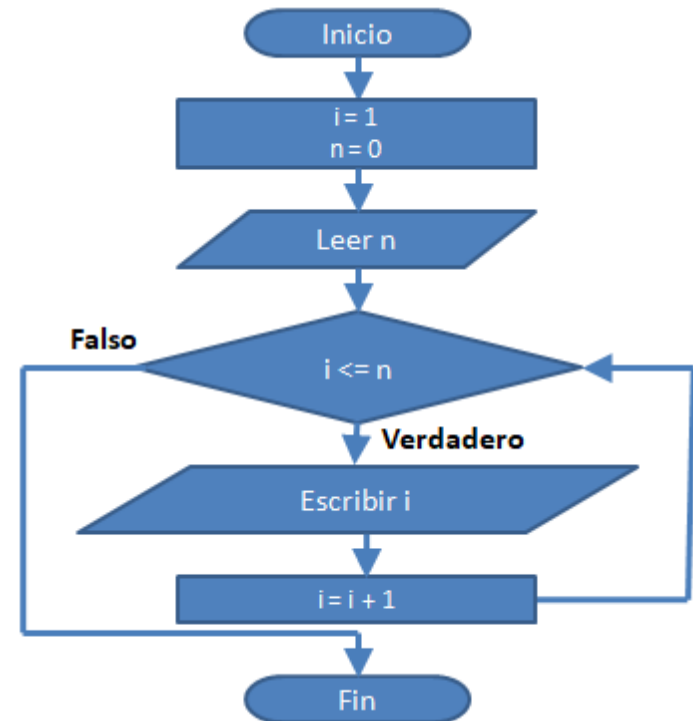 Inicio
i = 1
n = 0
Leer n
Falso
i <= n
Verdadero
Escribir i
i = i + 1
Fin